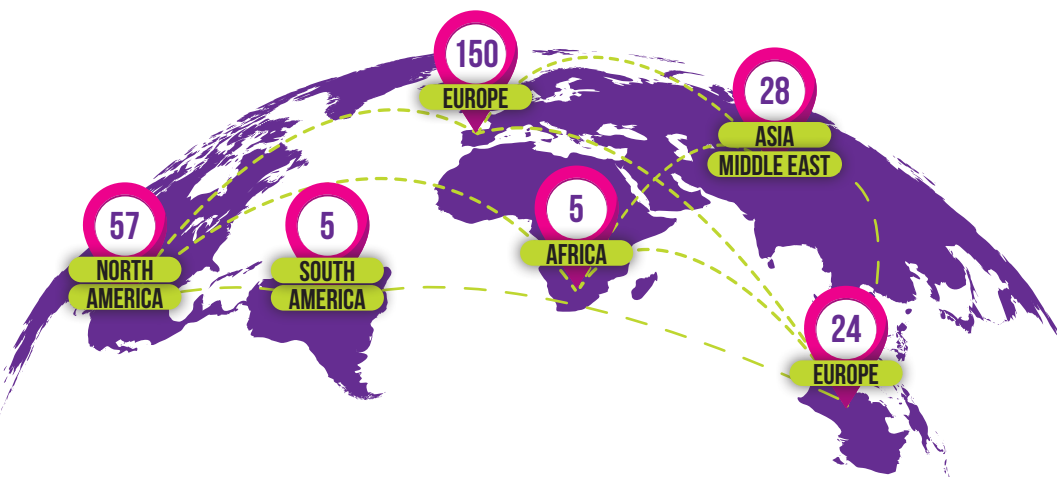 150
EUROPE
28
ASIA
MIDDLE EAST
57
NORTH
AMERICA
5
SOUTH
AMERICA
5
AFRICA
24
EUROPE